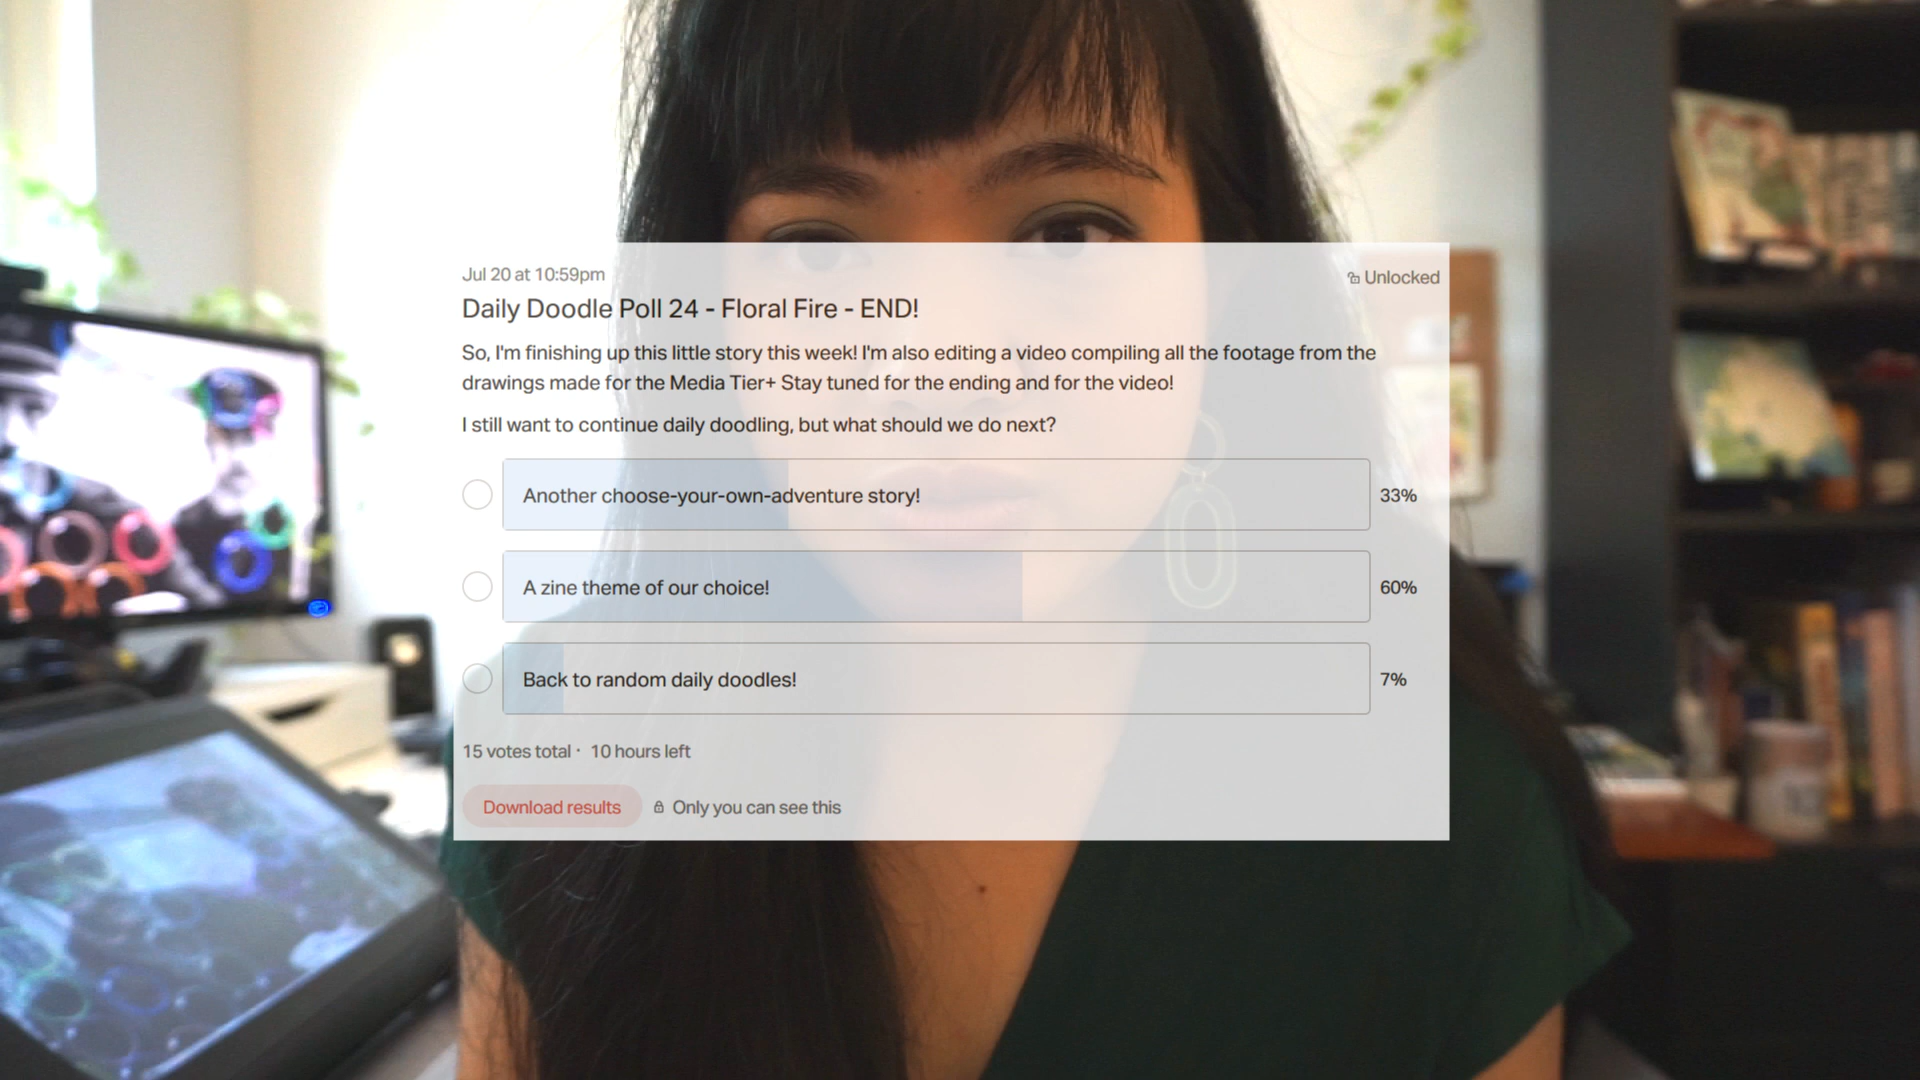 Jul 20 at 10:59pm
Unlocked
Daily Doodle Poll 24 - Floral Fire - END!
So, I'm finishing up this little story this week! I'm also editing a video compiling all the footage from the
drawings made for the Media Tier+ Stay tuned for the ending and for the video!
I still want to continue daily doodling, but what should we do next?
Another choose-your-own-adventure story! 33%
A zine theme of our choice! 60%
Back to random daily doodles! 7%
15 votes total · 10 hours left
Download results
Only you can see this